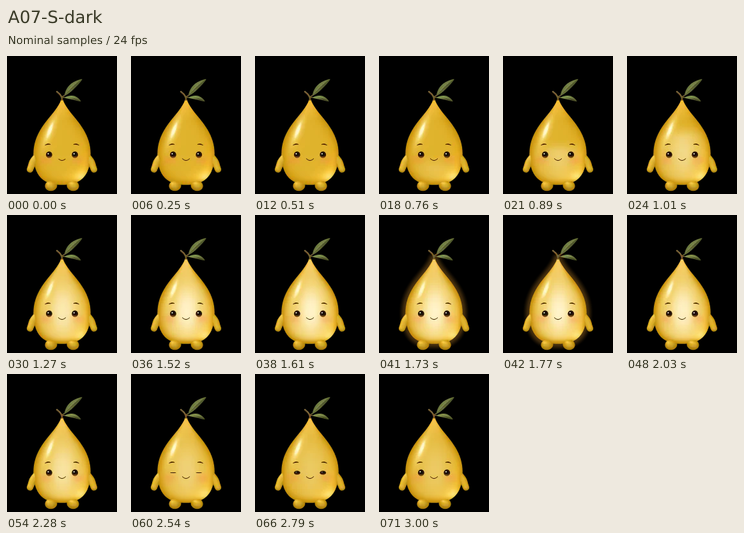 A07-S-dark
Nominal samples / 24 fps
000 0.00 s
006 0.25 s
012 0.51 s
018 0.76 s
021 0.89 s
024 1.01 s
030 1.27 s
036 1.52 s
038 1.61 s
041 1.73 s
042 1.77 s
048 2.03 s
054 2.28 s
060 2.54 s
066 2.79 s
071 3.00 s